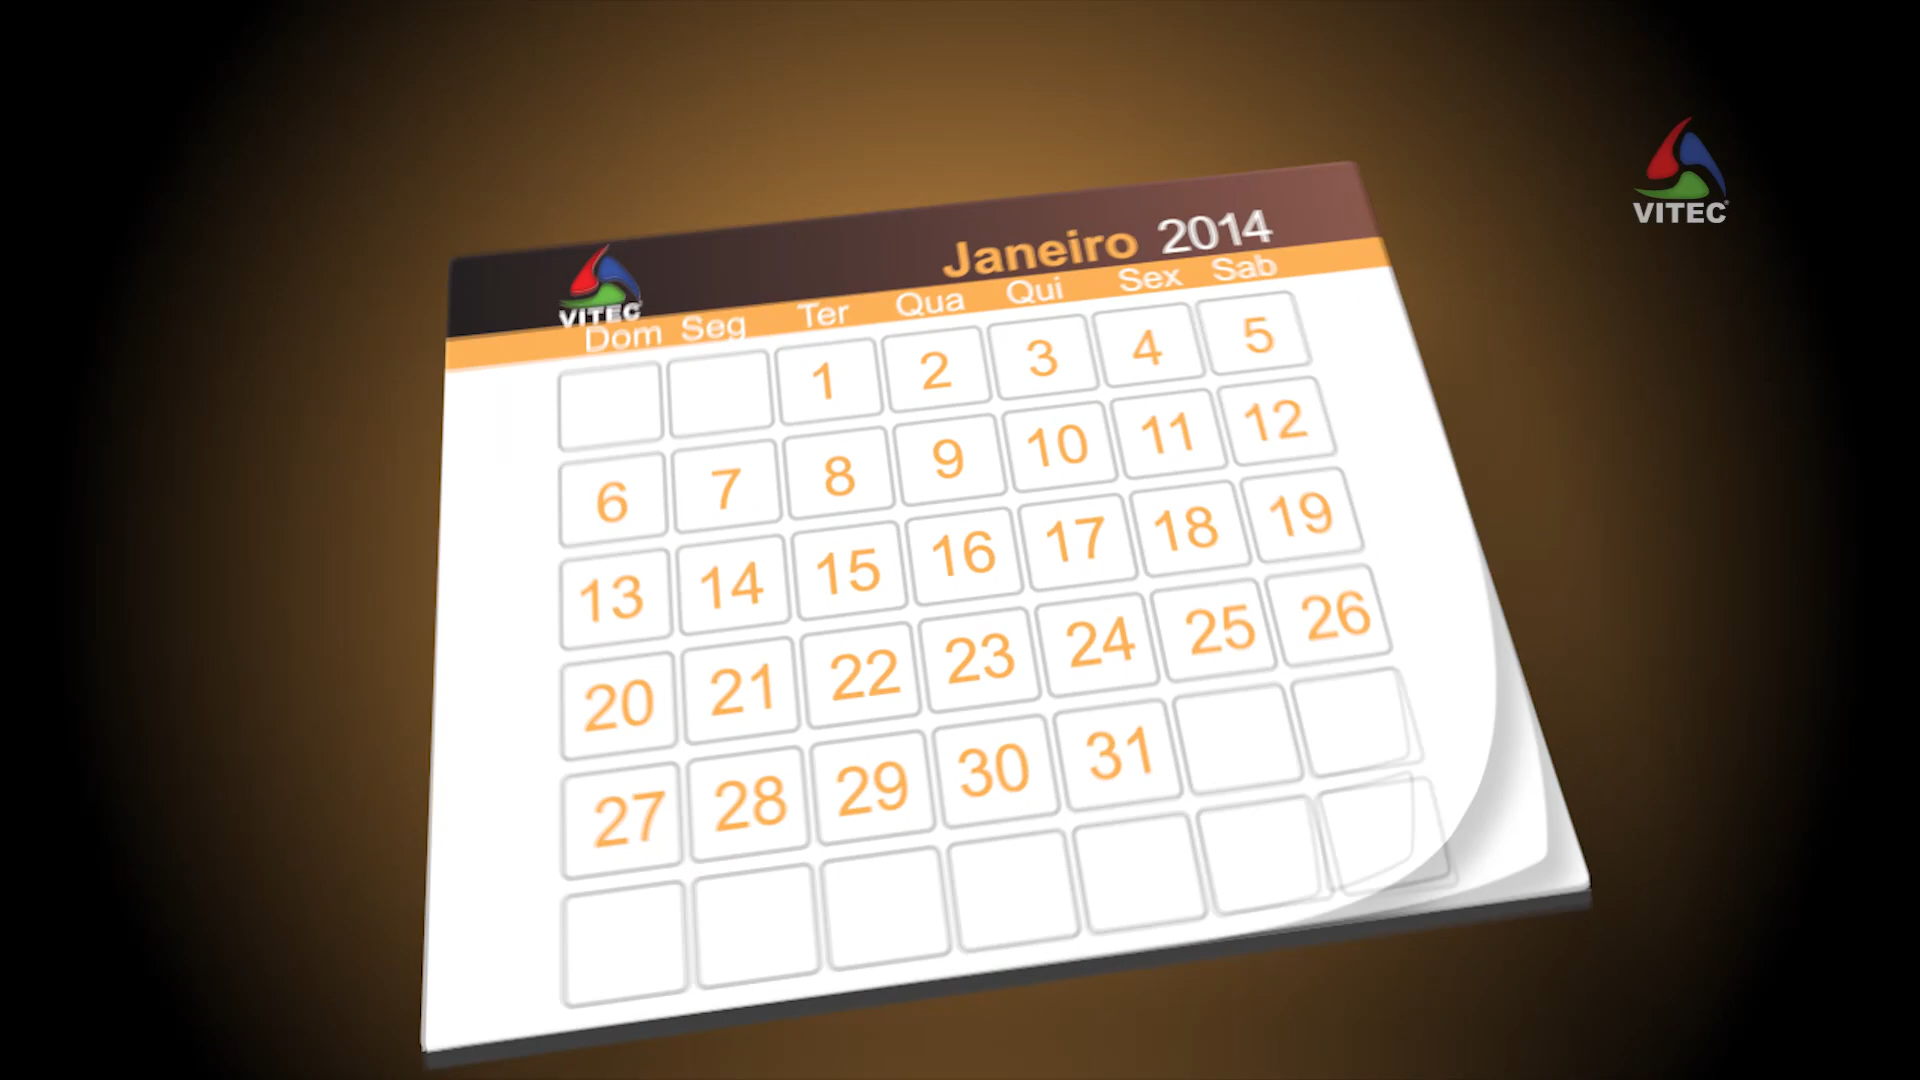 VITEC
Janeiro 2014
VITEC
Dom Seg Ter Qua Qui Sex Sab
1 2 3 4 5
6 7 8 9 10 11 12
13 14 15 16 17 18 19
20 21 22 23 24 25 26
27 28 29 30 31